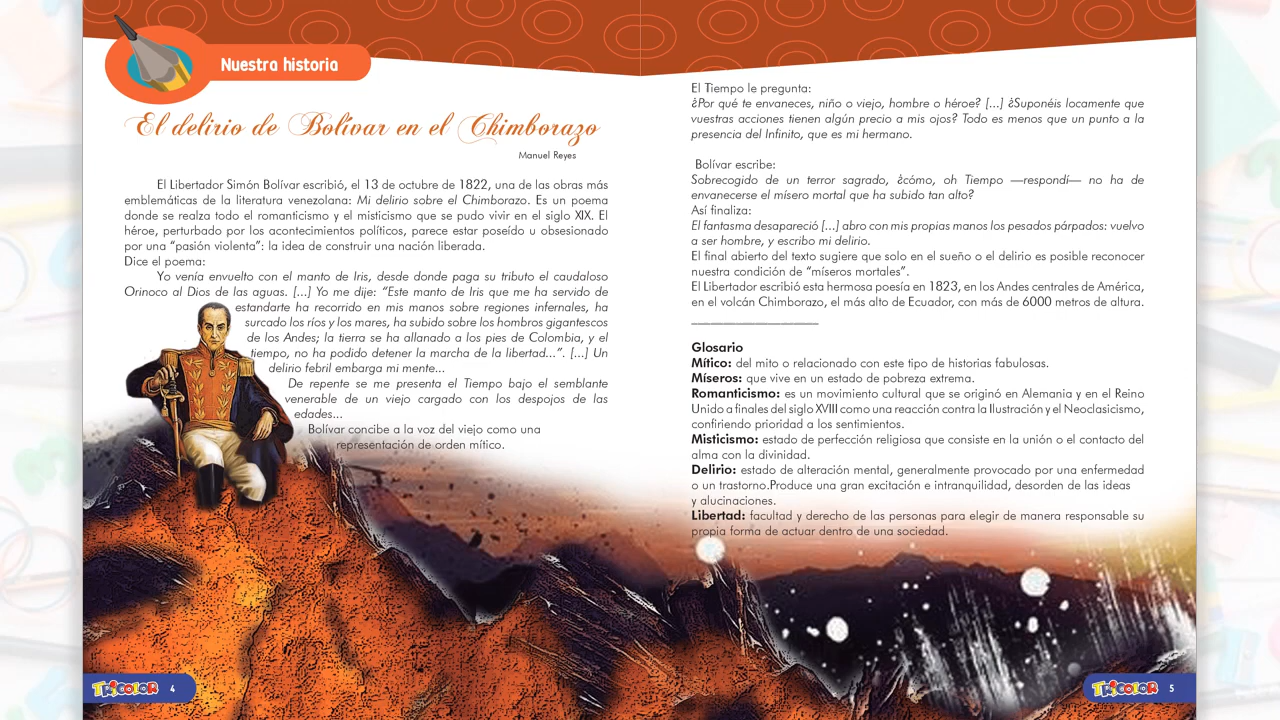 Nuestra historia
El delirio de Bolívar en el Chimborazo
Manuel Reyes
El Libertador Simón Bolívar escribió, el 13 de octubre de 1822, una de las obras más
emblemáticas de la literatura venezolana: Mi delirio sobre el Chimborazo. Es un poema
donde se realza todo el romanticismo y el misticismo que se pudo vivir en el siglo XIX. El
héroe, perturbado por los acontecimientos políticos, parece estar poseído u obsesionado
por una “pasión violenta”: la idea de construir una nación liberada.
Dice el poema:
Yo venía envuelto con el manto de Iris, desde donde paga su tributo el caudaloso
Orinoco al Dios de las aguas. [...] Yo me dije: “Este manto de Iris que me ha servido de
estandarte ha recorrido en mis manos sobre regiones infernales, ha
surcado los ríos y los mares, ha subido sobre los hombros gigantescos
de los Andes; la tierra se ha allanado a los pies de Colombia, y el
tiempo, no ha podido detener la marcha de la libertad...”. [...] Un
delirio febril embarga mi mente...
De repente se me presenta el Tiempo bajo el semblante
venerable de un viejo cargado con los despojos de las
edades...
Bolívar concibe a la voz del viejo como una
representación de orden mítico.
TRICOLOR 4
El Tiempo le pregunta:
¿Por qué te envaneces, niño o viejo, hombre o héroe? [...] ¿Suponéis locamente que
vuestras acciones tienen algún precio a mis ojos? Todo es menos que un punto a la
presencia del Infinito, que es mi hermano.
Bolívar escribe:
Sobrecogido de un terror sagrado, ¿cómo, oh Tiempo —respondí— no ha de
envanecerse el mísero mortal que ha subido tan alto?
Así finaliza:
El fantasma desapareció [...] abro con mis propias manos los pesados párpados: vuelvo
a ser hombre, y escribo mi delirio.
El final abierto del texto sugiere que solo en el sueño o el delirio es posible reconocer
nuestra condición de “míseros mortales”.
El Libertador escribió esta hermosa poesía en 1823, en los Andes centrales de América,
en el volcán Chimborazo, el más alto de Ecuador, con más de 6000 metros de altura.
Glosario
Mítico: del mito o relacionado con este tipo de historias fabulosas.
Míseros: que vive en un estado de pobreza extrema.
Romanticismo: es un movimiento cultural que se originó en Alemania y en el Reino
Unido a finales del siglo XVIII como una reacción contra la Ilustración y el Neoclasicismo,
confiriendo prioridad a los sentimientos.
Misticismo: estado de perfección religiosa que consiste en la unión o el contacto del
alma con la divinidad.
Delirio: estado de alteración mental, generalmente provocado por una enfermedad
o un trastorno.Produce una gran excitación e intranquilidad, desorden de las ideas
y alucinaciones.
Libertad: facultad y derecho de las personas para elegir de manera responsable su
propia forma de actuar dentro de una sociedad.
TRICOLOR 5